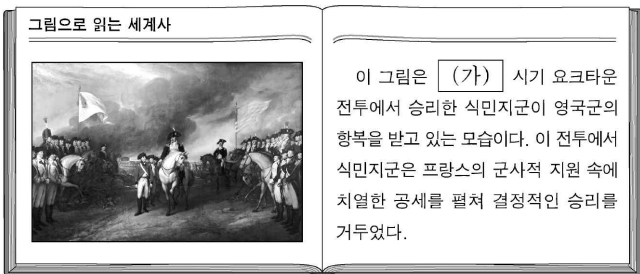 그림으로 읽는 세계사
이 그림은 (가) 시기 요크타운
전투에서 승리한 식민지군이 영국군의
항복을 받고 있는 모습이다. 이 전투에서
식민지군은 프랑스의 군사적 지원 속에
치열한 공세를 펼쳐 결정적인 승리를
거두었다.